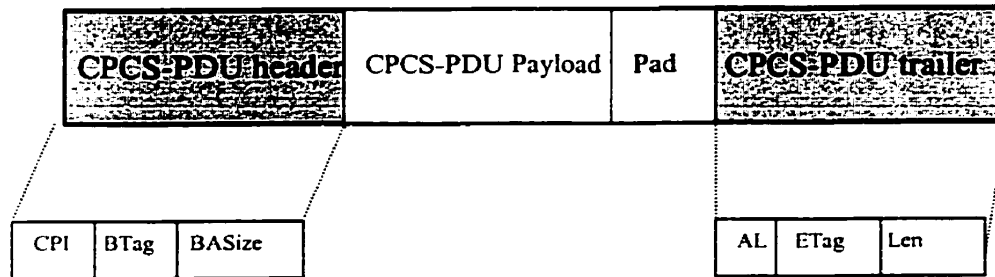 CPCS-PDU header CPCS-PDU Payload Pad CPCS-PDU trailer
CPI BTag BASize AL ETag Len